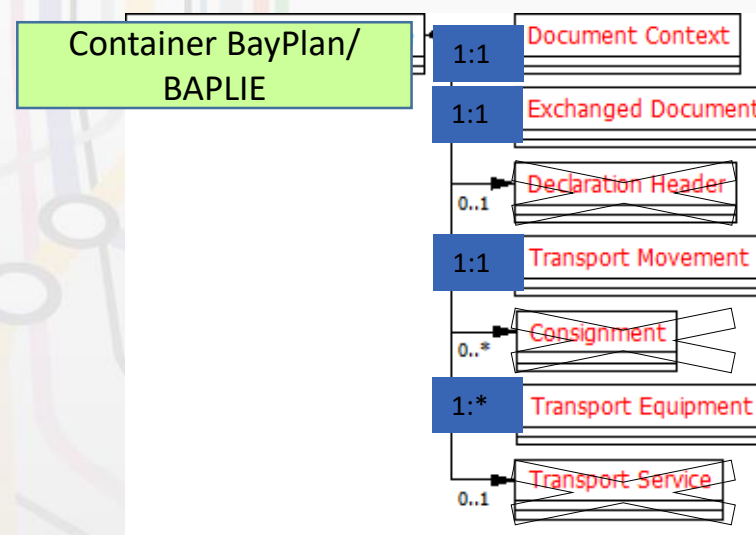 Container BayPlan/
BAPLIE
1:1 Document Context
1:1 Exchanged Document
Declaration Header
0..1
1:1 Transport Movement
Consignment
0..*
1:* Transport Equipment
Transport Service
0..1